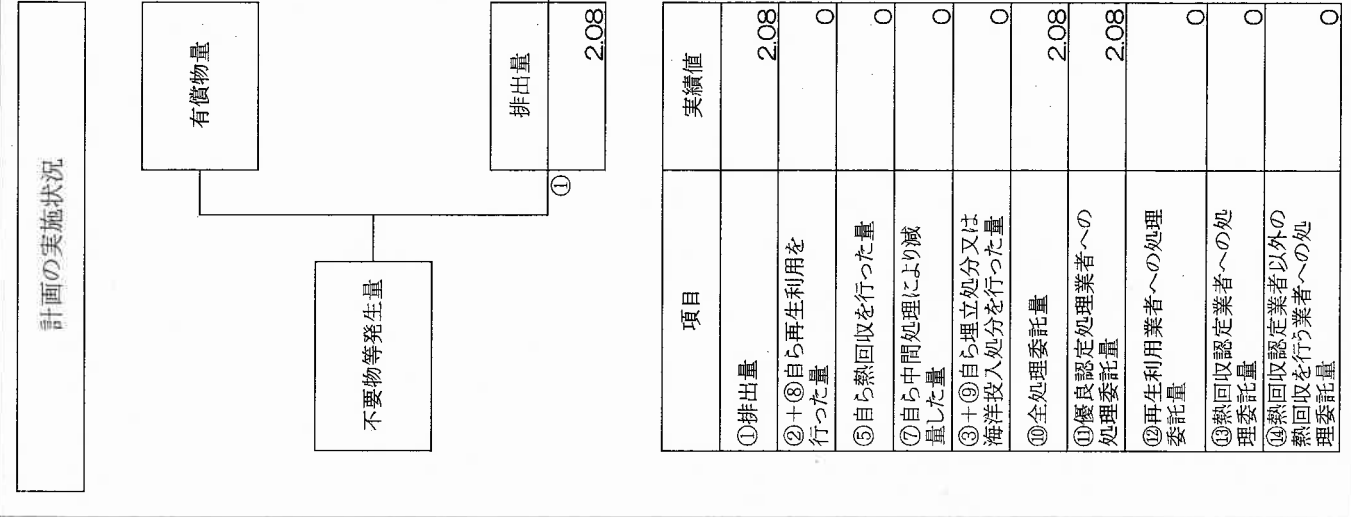 計画の実施状況
有償物量
不要物等発生量
①
排出量
2.08
項目
実績値
①排出量
2.08
②+⑧自ら再生利用を
行った量
0
⑤自ら熱回収を行った量
0
⑦自ら中間処理により減
量した量
0
③+⑨自ら埋立処分又は
海洋投入処分を行った量
0
⑩全処理委託量
2.08
⑪優良認定処理業者への
処理委託量
2.08
⑫再生利用業者への処理
委託量
0
⑬熱回収認定業者への処
理委託量
0
⑭熱回収認定業者以外の
熱回収を行う業者への処
理委託量
0